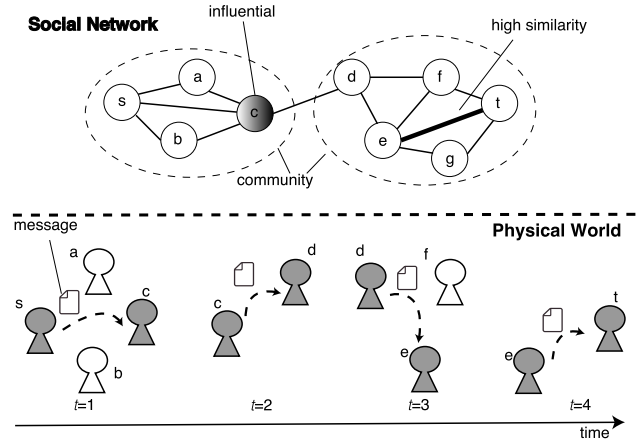 influential
Social Network
high similarity
a
d
f
s
c
t
b
e
g
community
message
Physical World
a
d
d
f
t
s
c
c
b
e
e
t=1
t=2
t=3
t=4
time